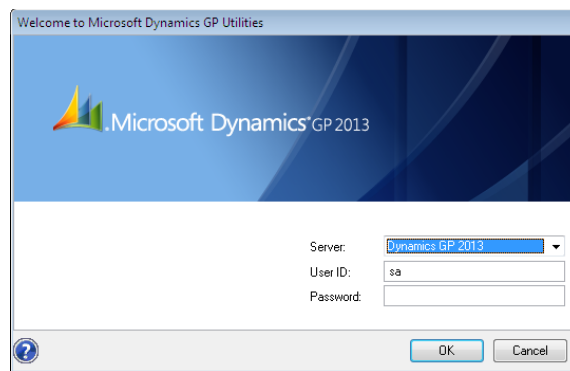 Welcome to Microsoft Dynamics GP Utilities
Microsoft Dynamics GP 2013
Server: Dynamics GP 2013
User ID: sa
Password:
? OK Cancel